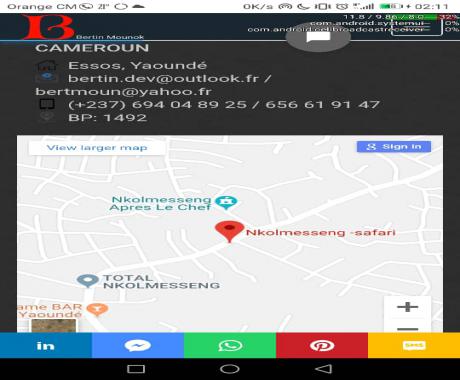 Orange CM 21° 0K/s 02:11
11.8 / 9.86 / 8.0 32%
com.android.systemui 0%
com.android.cellbroadcastreceiver 0%
B
Bertin Mounok
CAMEROUN
Essos, Yaoundé
bertin.dev@outlook.fr /
bertmoun@yahoo.fr
(+237) 694 04 89 25 / 656 61 91 47
BP: 1492
View larger map
Sign in
Nkolmesseng
Apres Le Chef
Nkolmesseng -safari
TOTAL
NKOLMESSENG
ame BAR
Yaoundé
+
−
in
SMS